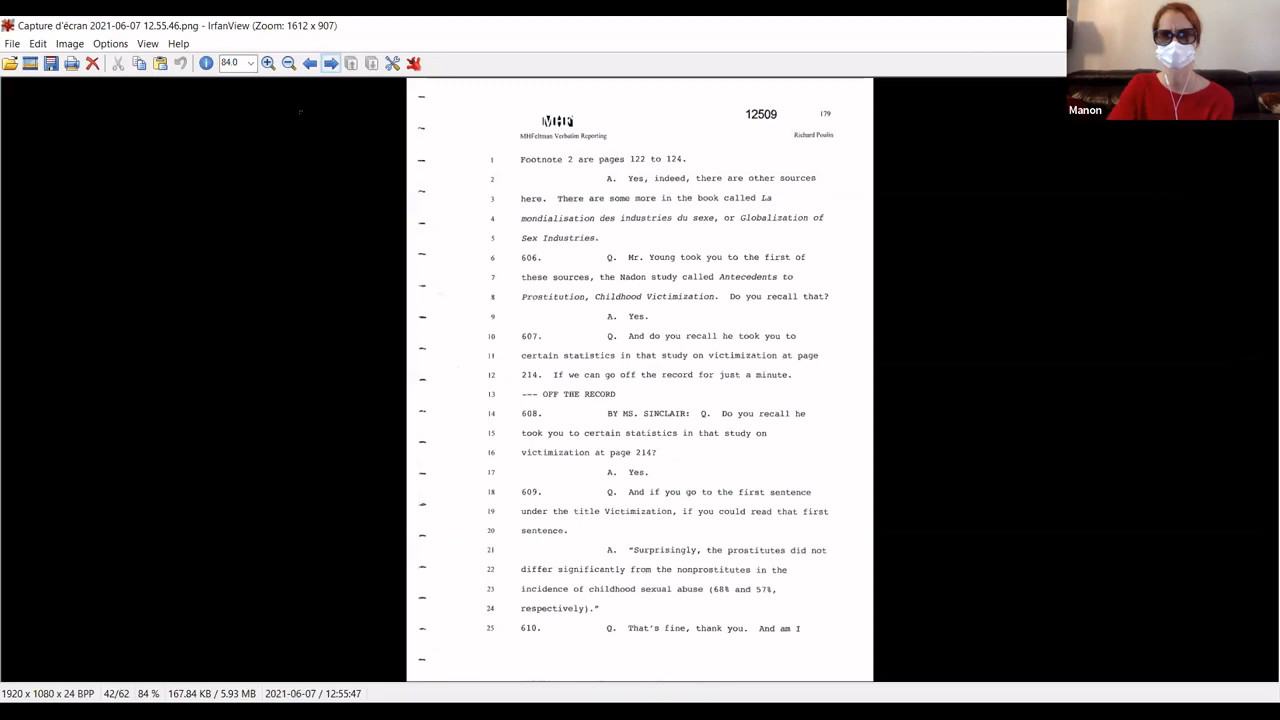 Capture d'écran 2021-06-07 12.55.46.png - IrfanView (Zoom: 1612 x 907)
File Edit Image Options View Help
84.0
Manon
MHF 12509 179
MHFeltman Verbatim Reporting Richard Poulin
1 Footnote 2 are pages 122 to 124.
2 A. Yes, indeed, there are other sources
3 here. There are some more in the book called La
4 mondialisation des industries du sexe, or Globalization of
5 Sex Industries.
6 606. Q. Mr. Young took you to the first of
7 these sources, the Nadon study called Antecedents to
8 Prostitution, Childhood Victimization. Do you recall that?
9 A. Yes.
10 607. Q. And do you recall he took you to
11 certain statistics in that study on victimization at page
12 214. If we can go off the record for just a minute.
13 --- OFF THE RECORD
14 608. BY MS. SINCLAIR: Q. Do you recall he
15 took you to certain statistics in that study on
16 victimization at page 214?
17 A. Yes.
18 609. Q. And if you go to the first sentence
19 under the title Victimization, if you could read that first
20 sentence.
21 A. "Surprisingly, the prostitutes did not
22 differ significantly from the nonprostitutes in the
23 incidence of childhood sexual abuse (68% and 57%,
24 respectively)."
25 610. Q. That's fine, thank you. And am I
1920 x 1080 x 24 BPP 42/62 84 % 167.84 KB / 5.93 MB 2021-06-07 / 12:55:47